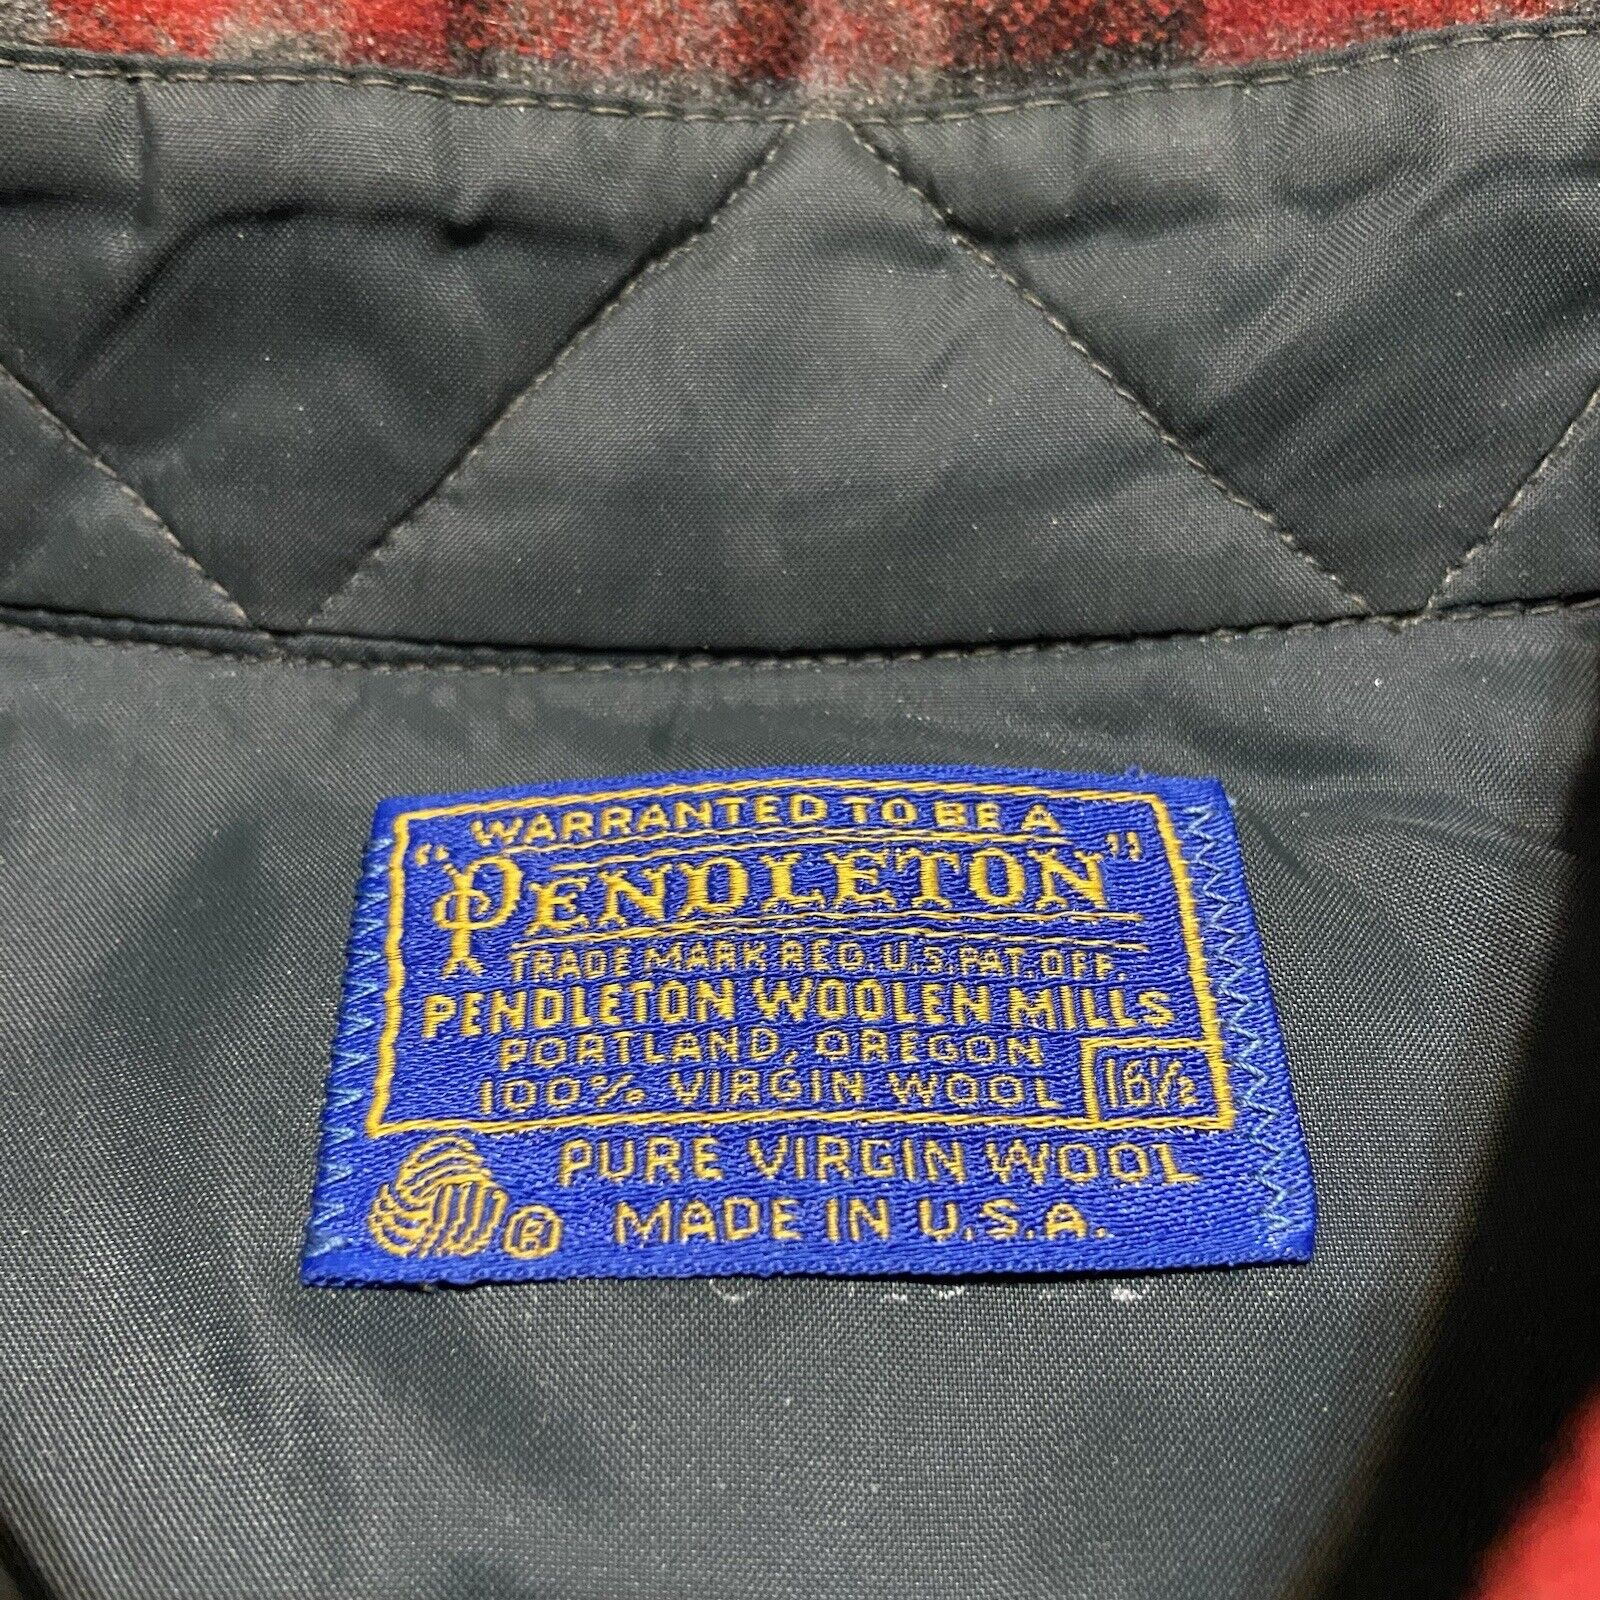 WARRANTED TO BE A
"PENDLETON"
TRADE MARK REG. U.S. PAT. OFF.
PENDLETON WOOLEN MILLS
PORTLAND, OREGON
100% VIRGIN WOOL 16½
PURE VIRGIN WOOL
® MADE IN U.S.A.